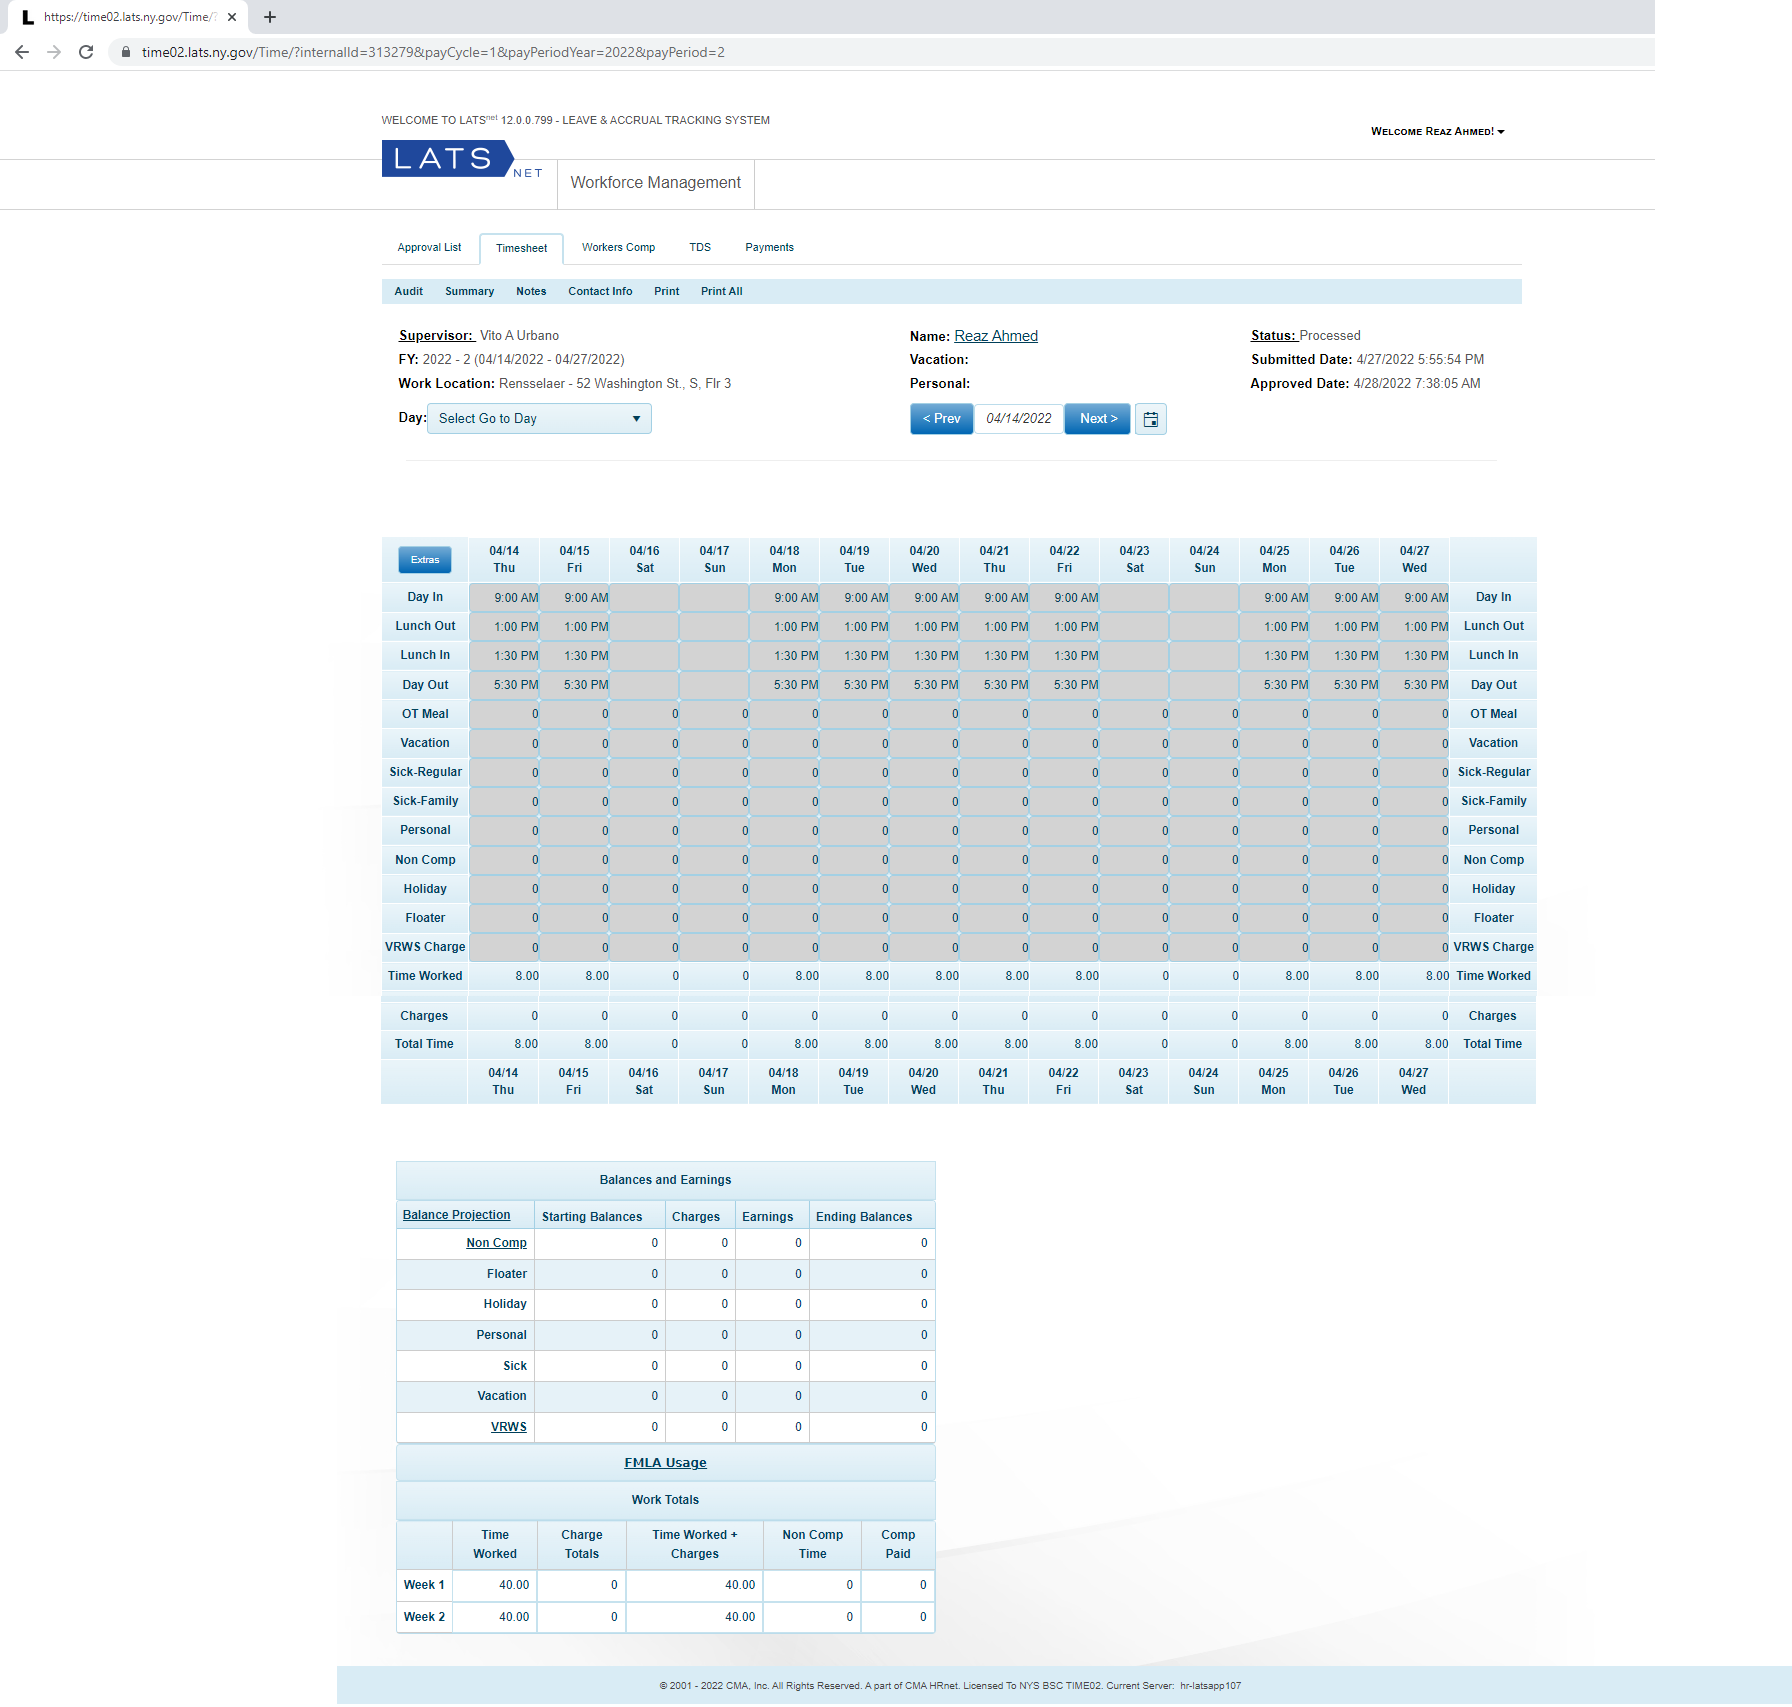 https://time02.lats.ny.gov/Time/?
time02.lats.ny.gov/Time/?internalId=313279&payCycle=1&payPeriodYear=2022&payPeriod=2
WELCOME TO LATSnet 12.0.0.799 - LEAVE & ACCRUAL TRACKING SYSTEM
WELCOME REAZ AHMED!
LATS NET
Workforce Management
Approval List Timesheet Workers Comp TDS Payments
Audit Summary Notes Contact Info Print Print All
Supervisor: Vito A Urbano Name: Reaz Ahmed Status: Processed
FY: 2022 - 2 (04/14/2022 - 04/27/2022) Vacation: Submitted Date: 4/27/2022 5:55:54 PM
Work Location: Rensselaer - 52 Washington St., S, Flr 3 Personal: Approved Date: 4/28/2022 7:38:05 AM
Day: Select Go to Day < Prev 04/14/2022 Next >
Extras 04/14 04/15 04/16 04/17 04/18 04/19 04/20 04/21 04/22 04/23 04/24 04/25 04/26 04/27
Thu Fri Sat Sun Mon Tue Wed Thu Fri Sat Sun Mon Tue Wed
Day In 9:00 AM 9:00 AM 9:00 AM 9:00 AM 9:00 AM 9:00 AM 9:00 AM 9:00 AM 9:00 AM 9:00 AM Day In
Lunch Out 1:00 PM 1:00 PM 1:00 PM 1:00 PM 1:00 PM 1:00 PM 1:00 PM 1:00 PM 1:00 PM 1:00 PM Lunch Out
Lunch In 1:30 PM 1:30 PM 1:30 PM 1:30 PM 1:30 PM 1:30 PM 1:30 PM 1:30 PM 1:30 PM 1:30 PM Lunch In
Day Out 5:30 PM 5:30 PM 5:30 PM 5:30 PM 5:30 PM 5:30 PM 5:30 PM 5:30 PM 5:30 PM 5:30 PM Day Out
OT Meal 0 0 0 0 0 0 0 0 0 0 0 0 0 0 OT Meal
Vacation 0 0 0 0 0 0 0 0 0 0 0 0 0 0 Vacation
Sick-Regular 0 0 0 0 0 0 0 0 0 0 0 0 0 0 Sick-Regular
Sick-Family 0 0 0 0 0 0 0 0 0 0 0 0 0 0 Sick-Family
Personal 0 0 0 0 0 0 0 0 0 0 0 0 0 0 Personal
Non Comp 0 0 0 0 0 0 0 0 0 0 0 0 0 0 Non Comp
Holiday 0 0 0 0 0 0 0 0 0 0 0 0 0 0 Holiday
Floater 0 0 0 0 0 0 0 0 0 0 0 0 0 0 Floater
VRWS Charge 0 0 0 0 0 0 0 0 0 0 0 0 0 0 VRWS Charge
Time Worked 8.00 8.00 0 0 8.00 8.00 8.00 8.00 8.00 0 0 8.00 8.00 8.00 Time Worked
Charges 0 0 0 0 0 0 0 0 0 0 0 0 0 0 Charges
Total Time 8.00 8.00 0 0 8.00 8.00 8.00 8.00 8.00 0 0 8.00 8.00 8.00 Total Time
04/14 04/15 04/16 04/17 04/18 04/19 04/20 04/21 04/22 04/23 04/24 04/25 04/26 04/27
Thu Fri Sat Sun Mon Tue Wed Thu Fri Sat Sun Mon Tue Wed
Balances and Earnings
Balance Projection Starting Balances Charges Earnings Ending Balances
Non Comp 0 0 0 0
Floater 0 0 0 0
Holiday 0 0 0 0
Personal 0 0 0 0
Sick 0 0 0 0
Vacation 0 0 0 0
VRWS 0 0 0 0
FMLA Usage
Work Totals
Time Charge Time Worked + Non Comp Comp
Worked Totals Charges Time Paid
Week 1 40.00 0 40.00 0 0
Week 2 40.00 0 40.00 0 0
© 2001 - 2022 CMA, Inc. All Rights Reserved. A part of CMA HRnet. Licensed To NYS BSC TIME02. Current Server: hr-latsapp107